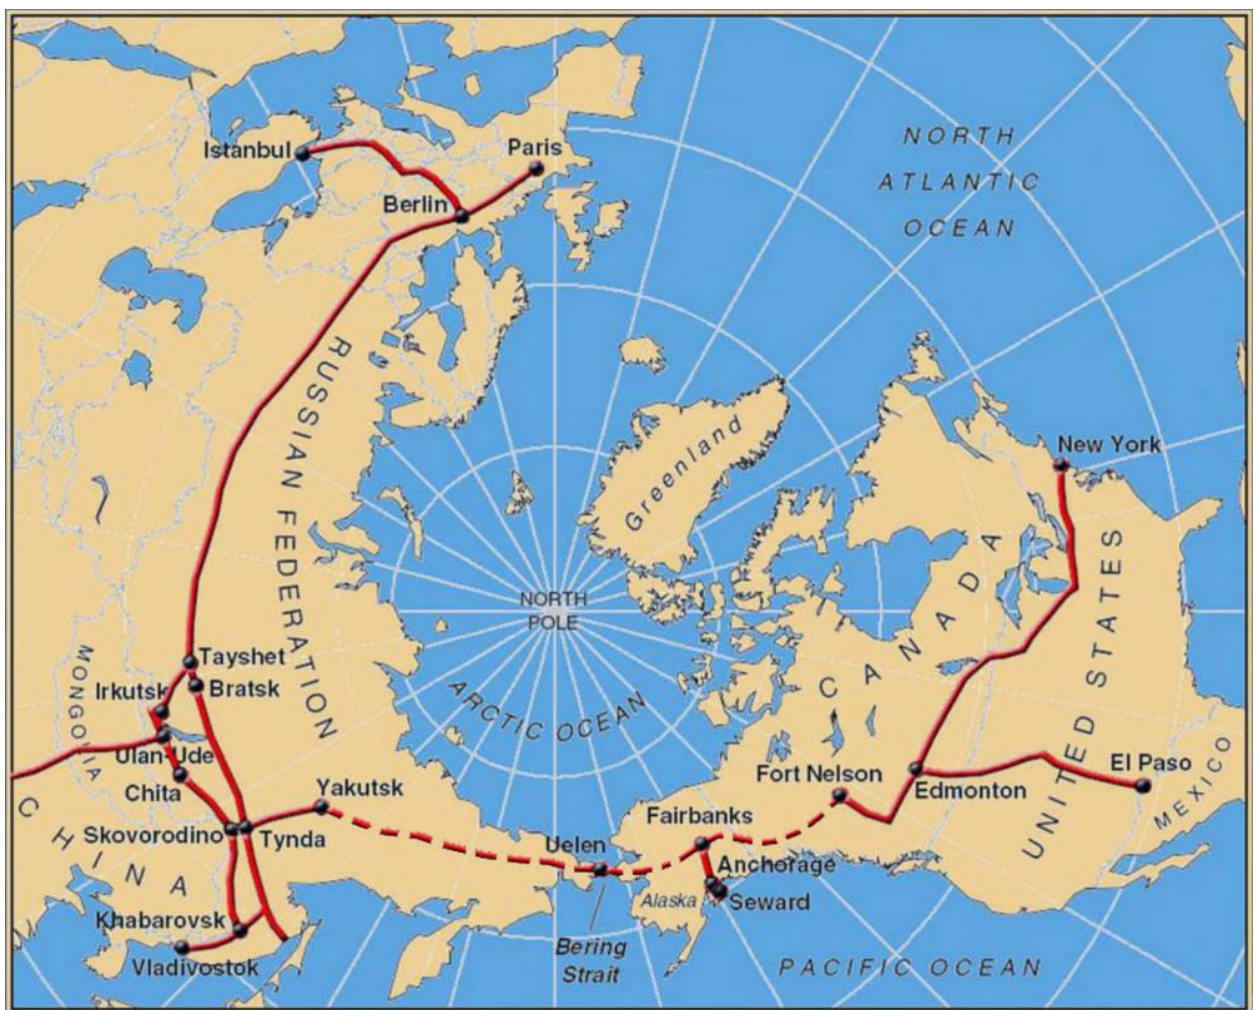 NORTH
ATLANTIC
OCEAN
Istanbul
Paris
Berlin
RUSSIAN FEDERATION
Greenland
New York
NORTH
POLE
CANADA
UNITED STATES
Tayshet
Bratsk
MONGOLIA
Irkutsk
ARCTIC OCEAN
Ulan-Ude
Chita
Yakutsk
Fort Nelson
El Paso
Edmonton
MEXICO
CHINA
Skovorodino
Tynda
Fairbanks
Uelen
Anchorage
Alaska
Seward
Khabarovsk
Vladivostok
Bering
Strait
PACIFIC OCEAN